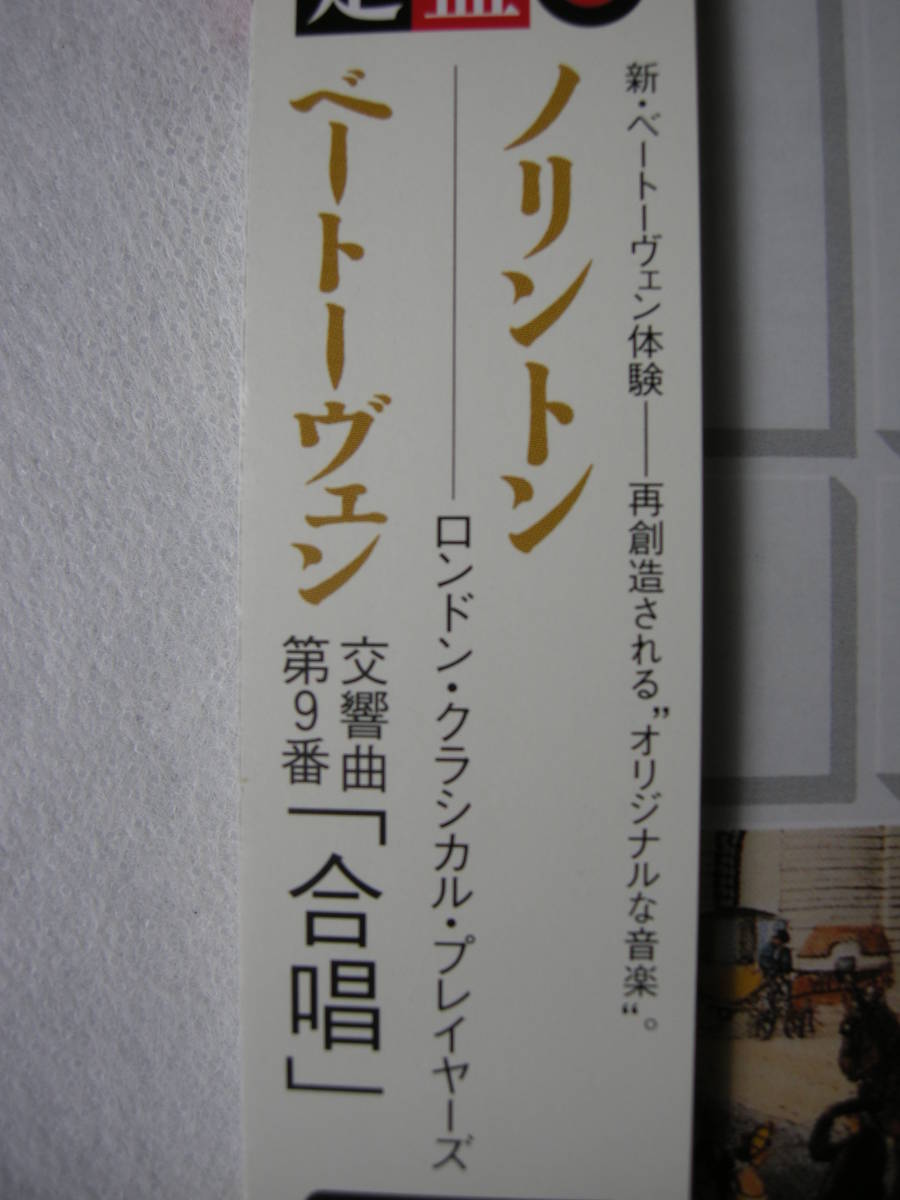 新・ベートーヴェン体験——再創造される”オリジナルな音楽“。
ノリントン
——ロンドン・クラシカル・プレイヤーズ
ベートーヴェン
交響曲
第9番
「合唱」